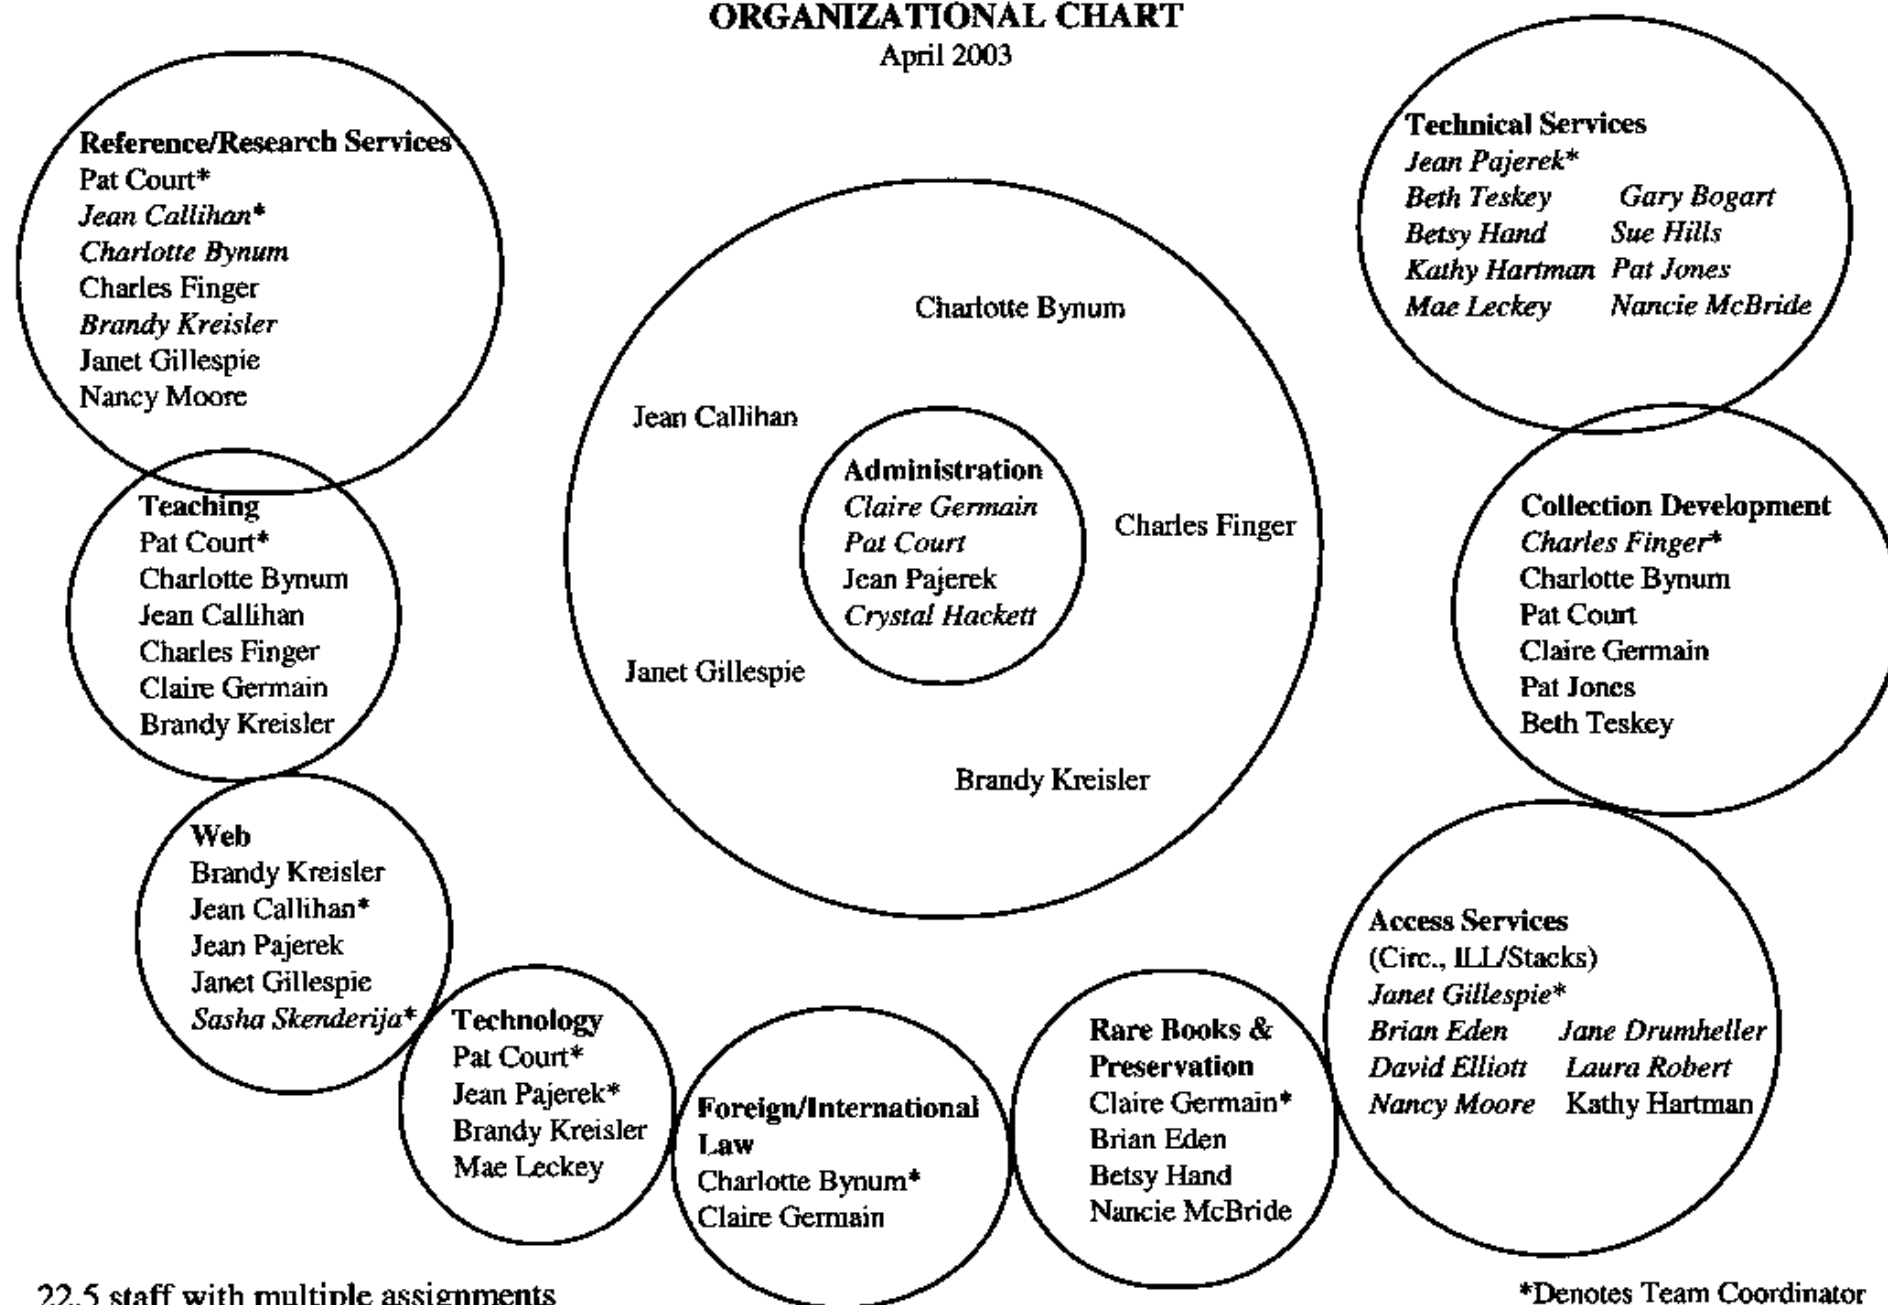 ORGANIZATIONAL CHART
April 2003
Reference/Research Services
Pat Court*
Jean Callihan*
Charlotte Bynum
Charles Finger
Brandy Kreisler
Janet Gillespie
Nancy Moore
Teaching
Pat Court*
Charlotte Bynum
Jean Callihan
Charles Finger
Claire Germain
Brandy Kreisler
Web
Brandy Kreisler
Jean Callihan*
Jean Pajerek
Janet Gillespie
Sasha Skenderija*
Technology
Pat Court*
Jean Pajerek*
Brandy Kreisler
Mae Leckey
Foreign/International
Law
Charlotte Bynum*
Claire Germain
Rare Books &
Preservation
Claire Germain*
Brian Eden
Betsy Hand
Nancie McBride
Access Services
(Circ., ILL/Stacks)
Janet Gillespie*
Brian Eden Jane Drumheller
David Elliott Laura Robert
Nancy Moore Kathy Hartman
Collection Development
Charles Finger*
Charlotte Bynum
Pat Court
Claire Germain
Pat Jones
Beth Teskey
Technical Services
Jean Pajerek*
Beth Teskey Gary Bogart
Betsy Hand Sue Hills
Kathy Hartman Pat Jones
Mae Leckey Nancie McBride
Charlotte Bynum
Jean Callihan
Charles Finger
Janet Gillespie
Brandy Kreisler
Administration
Claire Germain
Pat Court
Jean Pajerek
Crystal Hackett
22.5 staff with multiple assignments
*Denotes Team Coordinator